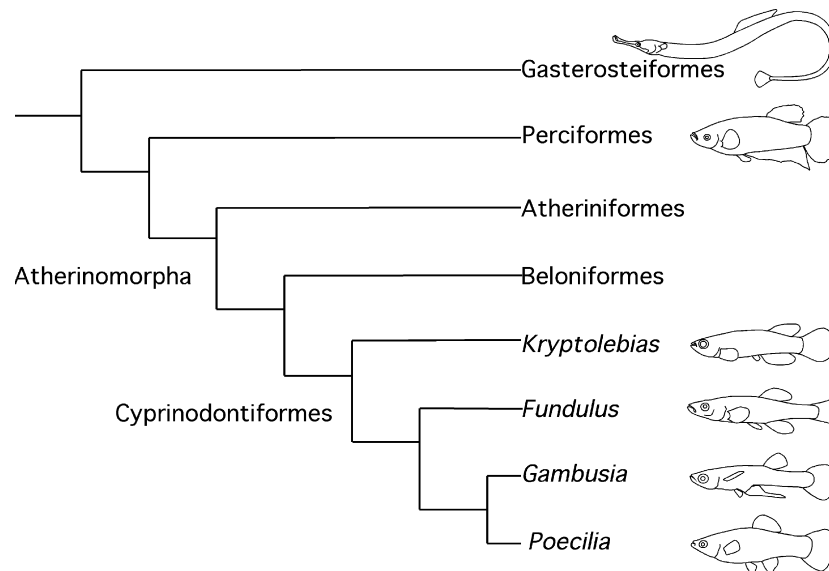 Gasterosteiformes
Perciformes
Atheriniformes
Atherinomorpha
Beloniformes
Kryptolebias
Cyprinodontiformes
Fundulus
Gambusia
Poecilia